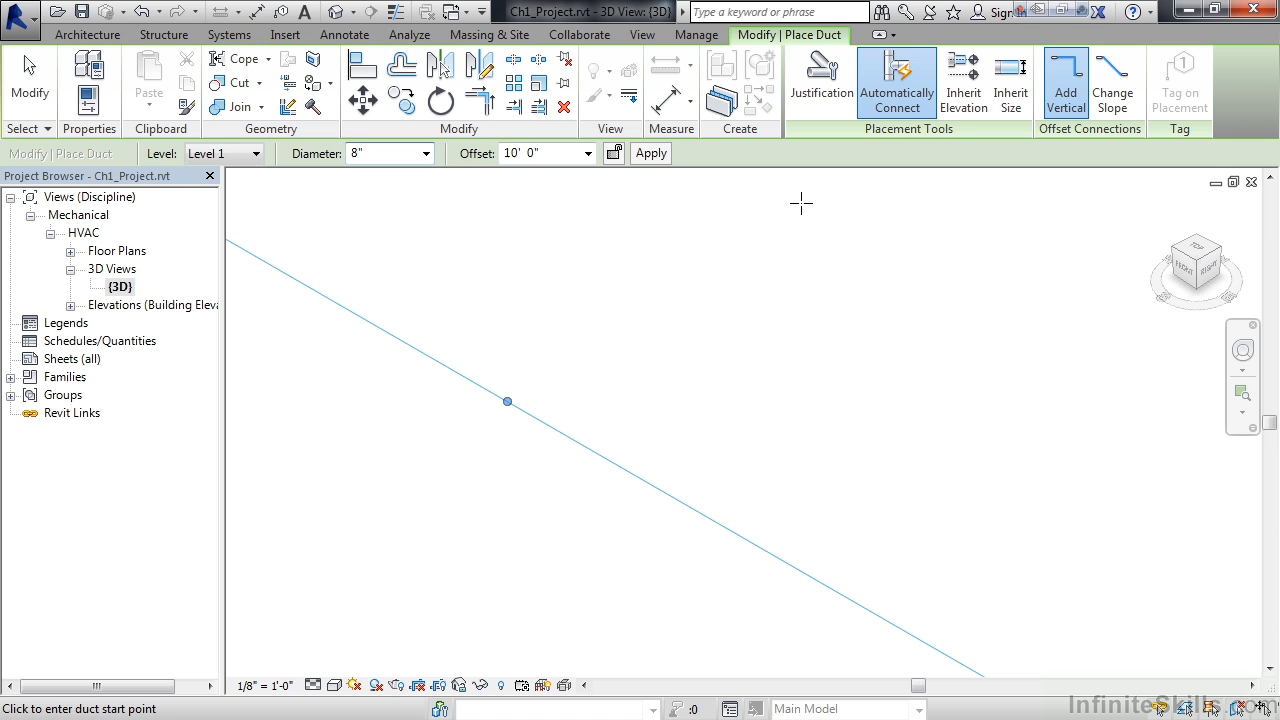 Ch1_Project.rvt - 3D View: {3D}
Type a keyword or phrase
Sign In
Architecture Structure Systems Insert Annotate Analyze Massing & Site Collaborate View Manage Modify | Place Duct
Modify
Paste
Cope
Cut
Join
Justification
Automatically Connect
Inherit Elevation
Inherit Size
Add Vertical
Change Slope
Tag on Placement
Select Properties Clipboard Geometry Modify View Measure Create Placement Tools Offset Connections Tag
Modify | Place Duct Level: Level 1 Diameter: 8" Offset: 10' 0" Apply
Project Browser - Ch1_Project.rvt
Views (Discipline)
Mechanical
HVAC
Floor Plans
3D Views
{3D}
Elevations (Building Eleva
Legends
Schedules/Quantities
Sheets (all)
Families
Groups
Revit Links
TOP
FRONT
RIGHT
1/8" = 1'-0"
Click to enter duct start point
:0
Main Model
InfiniteSkills.com